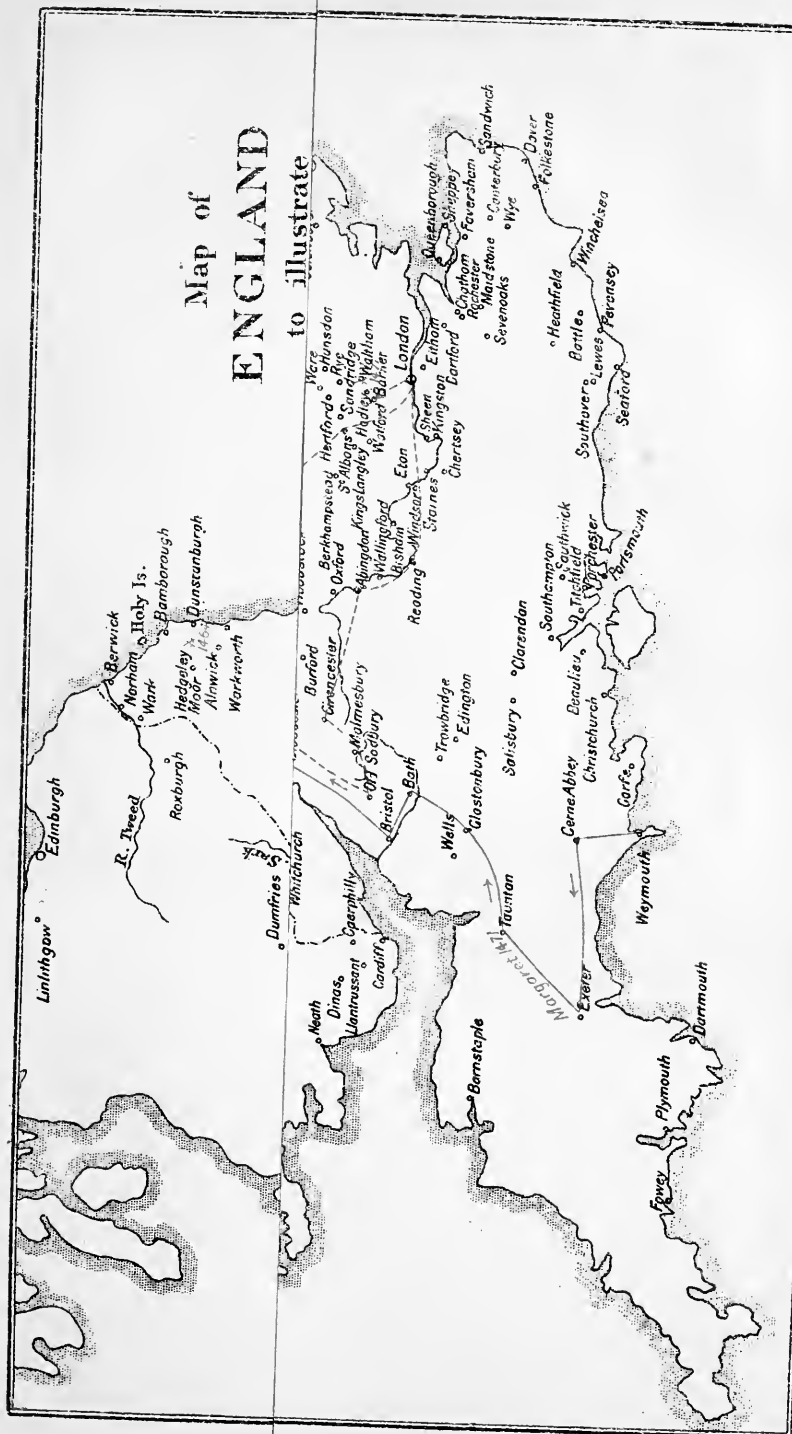 Map of
ENGLAND
to illustrate
Linlithgow
Edinburgh
R. Tweed
Berwick
Norham
Holy Is.
Wark
Bamborough
Dunstanburgh
Hedgeley
Moor
Alnwick
Warkworth
Roxburgh
Sark
Dumfries
Whitchurch
Neath
Dinas
Llantrussant
Caerphilly
Cardiff
Burford
Cirencester
Malmesbury
Sodbury
Bristol
Bath
Trowbridge
Edington
Wells
Glastonbury
Salisbury
Clarendon
Taunton
Margaret 1471
Exeter
Cerne Abbey
Weymouth
Corfe
Christchurch
Beaulieu
Southampton
Southwick
Titchfield
Porchester
Portsmouth
Barnstaple
Dartmouth
Plymouth
Fowey
Ware
Hunsdon
Hertford
Rye
Sandridge
St Albans
Hadley
Waltham
Barnet
Watford
Kings Langley
Berkhampstead
Oxford
Abingdon
Wallingford
Bisham
Reading
Windsor
Eton
Staines
Chertsey
Sheen
Kingston
London
Eltham
Dartford
Queenborough
Sheppey
Chatham
Rochester
Faversham
Maidstone
Sevenoaks
Canterbury
Sandwich
Wye
Dover
Folkestone
Winchelsea
Heathfield
Battle
Pevensey
Lewes
Southover
Seaford